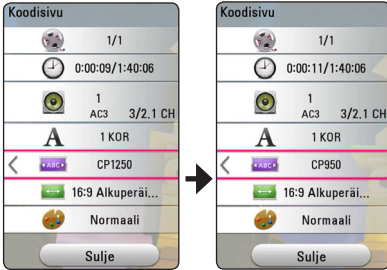 Koodisivu
1/1
0:00:09/1:40:06
1
AC3 3/2.1 CH
A 1 KOR
ABC CP1250
16:9 Alkuperäi...
Normaali
Sulje
Koodisivu
1/1
0:00:11/1:40:06
1
AC3 3/2.1 CH
A 1 KOR
ABC CP950
16:9 Alkuperäi...
Normaali
Sulje